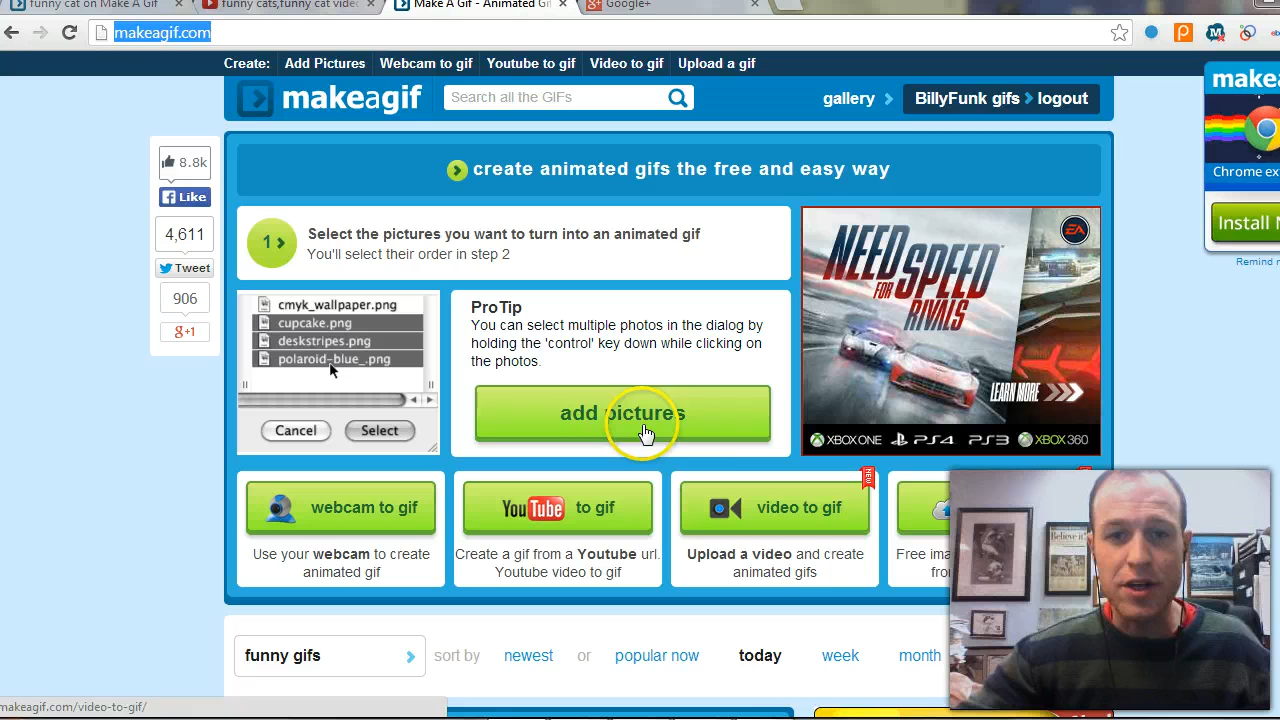 funny cat on Make A Gif
funny cats,funny cat vide
Make A Gif - Animated Gi
Google+
makeagif.com
Create: Add Pictures Webcam to gif Youtube to gif Video to gif Upload a gif
makeagif
Search all the GIFs
gallery
BillyFunk gifs logout
make
8.8k
Like
4,611
Tweet
906
+1
create animated gifs the free and easy way
Chrome ex
Install
Remind
1
Select the pictures you want to turn into an animated gif
You'll select their order in step 2
cmyk_wallpaper.png
cupcake.png
deskstripes.png
polaroid-blue_.png
Cancel Select
ProTip
You can select multiple photos in the dialog by
holding the 'control' key down while clicking on
the photos.
add pictures
EA
NEED
FOR SPEED
RIVALS
LEARN MORE
XBOX ONE PS4 PS3 XBOX 360
webcam to gif
Use your webcam to create
animated gif
YouTube to gif
Create a gif from a Youtube url.
Youtube video to gif
NEW
video to gif
Upload a video and create
animated gifs
Free ima
fro
Believe it!
funny gifs
sort by newest or popular now today week month
makeagif.com/video-to-gif/